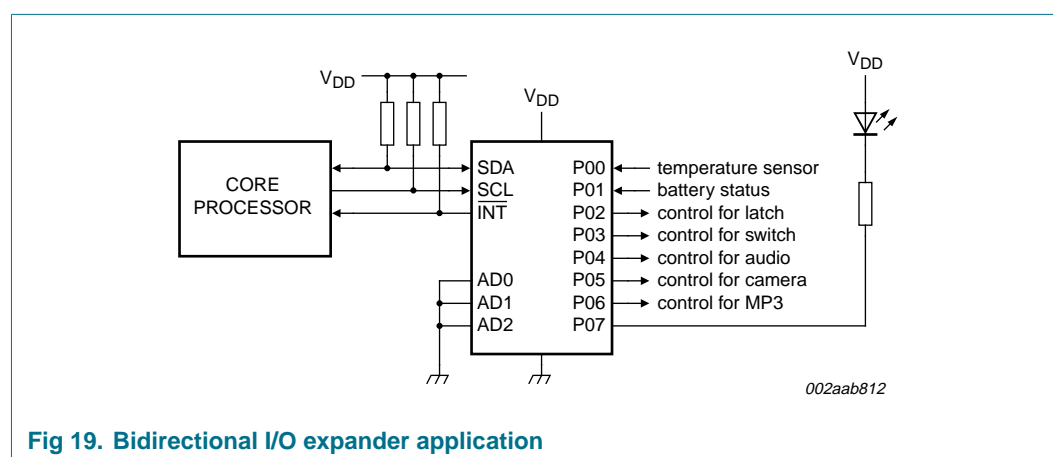 VDD
VDD
VDD
CORE
PROCESSOR
SDA
SCL
INT
AD0
AD1
AD2
P00
P01
P02
P03
P04
P05
P06
P07
temperature sensor
battery status
control for latch
control for switch
control for audio
control for camera
control for MP3
002aab812
Fig 19. Bidirectional I/O expander application